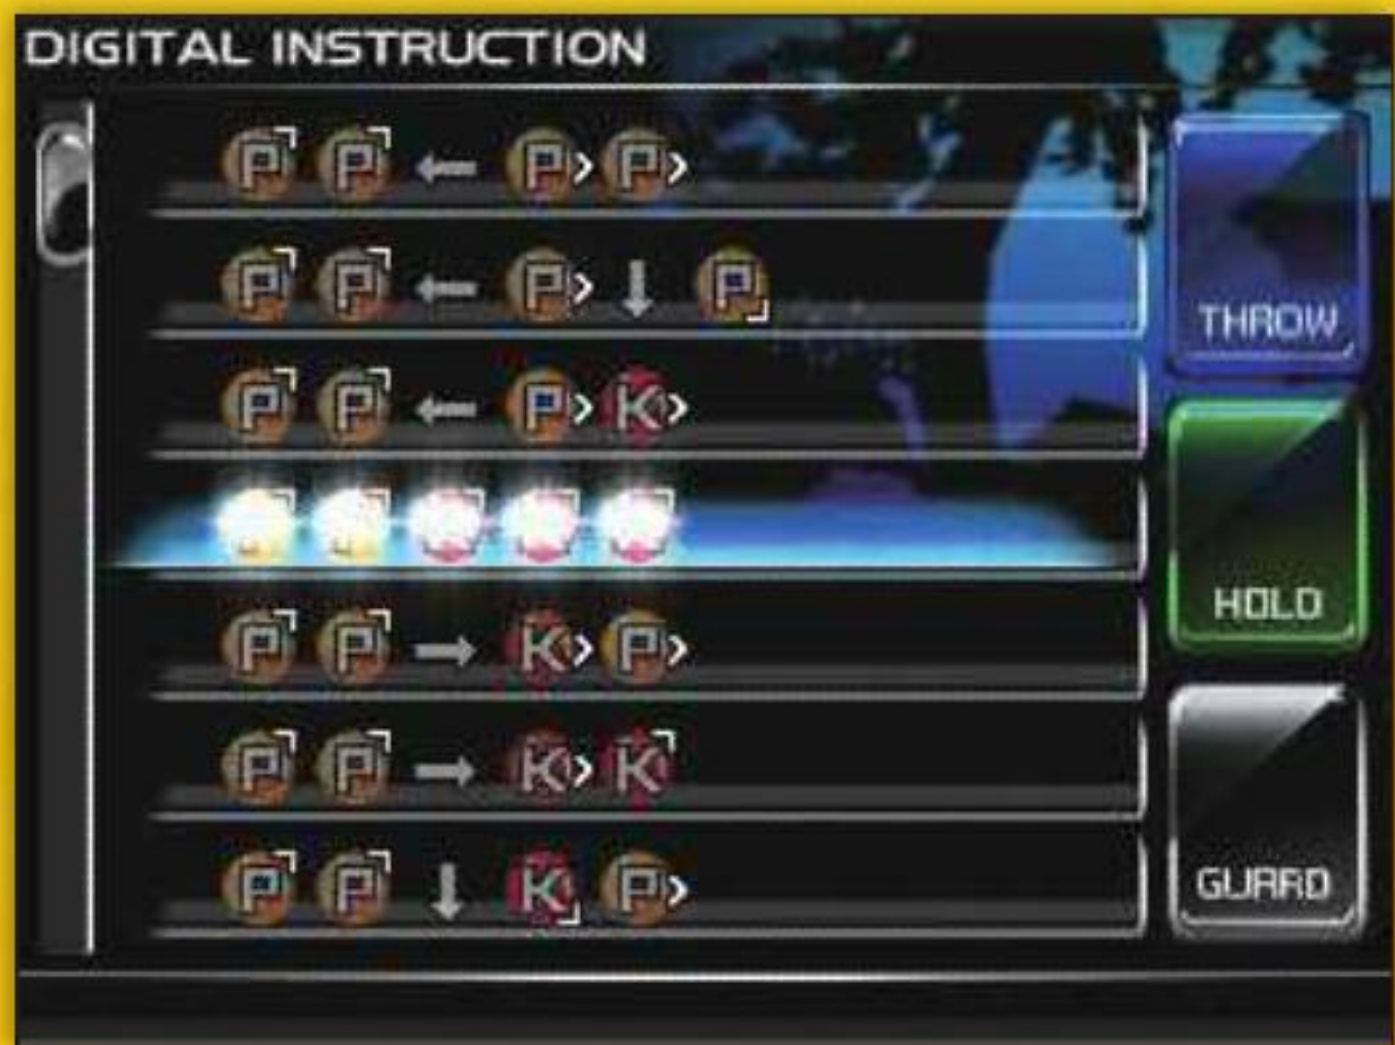 DIGITAL INSTRUCTION
P P ← P > P >
P P ← P > ↓ P
P P ← P > K >
P P → K > P >
P P → K > K
P P ↓ K P >
THROW
HOLD
GUARD